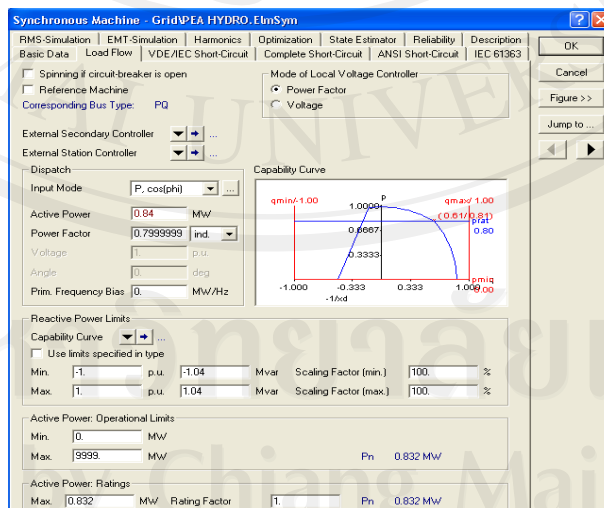 Synchronous Machine - Grid\PEA HYDRO.ElmSym
RMS-Simulation EMT-Simulation Harmonics Optimization State Estimator Reliability Description
Basic Data Load Flow VDE/IEC Short-Circuit Complete Short-Circuit ANSI Short-Circuit IEC 61363
OK
Cancel
Figure >>
Jump to ...
Spinning if circuit-breaker is open
Reference Machine
Corresponding Bus Type: PQ
Mode of Local Voltage Controller
Power Factor
Voltage
External Secondary Controller ...
External Station Controller ...
Dispatch
Input Mode P, cos(phi) ...
Active Power 0.84 MW
Power Factor 0.7999999 ind.
Voltage 1. p.u.
Angle 0. deg
Prim. Frequency Bias 0. MW/Hz
Capability Curve
qmin/-1.00 P qmax/ 1.00
1.0000 (0.61/0.81)
prat
0.6667 0.80
0.3333
pmin
-1.000 -0.333 0.333 1.000 0.00
-1/xd
Reactive Power Limits
Capability Curve ...
Use limits specified in type
Min. -1. p.u. -1.04 Mvar Scaling Factor (min.) 100. %
Max. 1. p.u. 1.04 Mvar Scaling Factor (max.) 100. %
Active Power: Operational Limits
Min. 0. MW
Max. 9999. MW Pn 0.832 MW
Active Power: Ratings
Max. 0.832 MW Rating Factor 1. Pn 0.832 MW